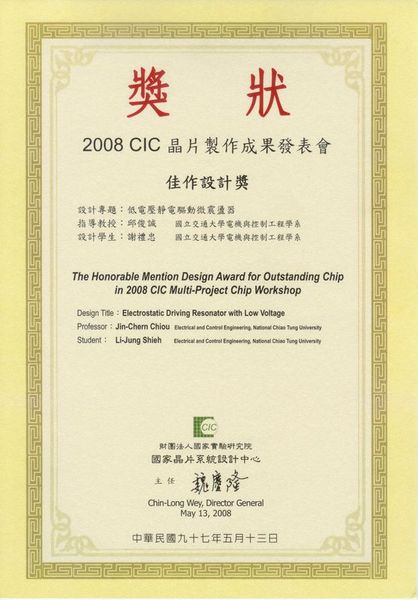 獎狀
2008 CIC 晶片製作成果發表會
佳作設計獎
設計專題：低電壓靜電驅動微震盪器
指導教授：邱俊誠 國立交通大學電機與控制工程學系
設計學生：謝禮忠 國立交通大學電機與控制工程學系
The Honorable Mention Design Award for Outstanding Chip
in 2008 CIC Multi-Project Chip Workshop
Design Title： Electrostatic Driving Resonator with Low Voltage
Professor： Jin-Chern Chiou Electrical and Control Engineering, National Chiao Tung University
Student： Li-Jung Shieh Electrical and Control Engineering, National Chiao Tung University
CIC
財團法人國家實驗研究院
國家晶片系統設計中心
主任 魏慶隆
Chin-Long Wey, Director General
May 13, 2008
中華民國九十七年五月十三日